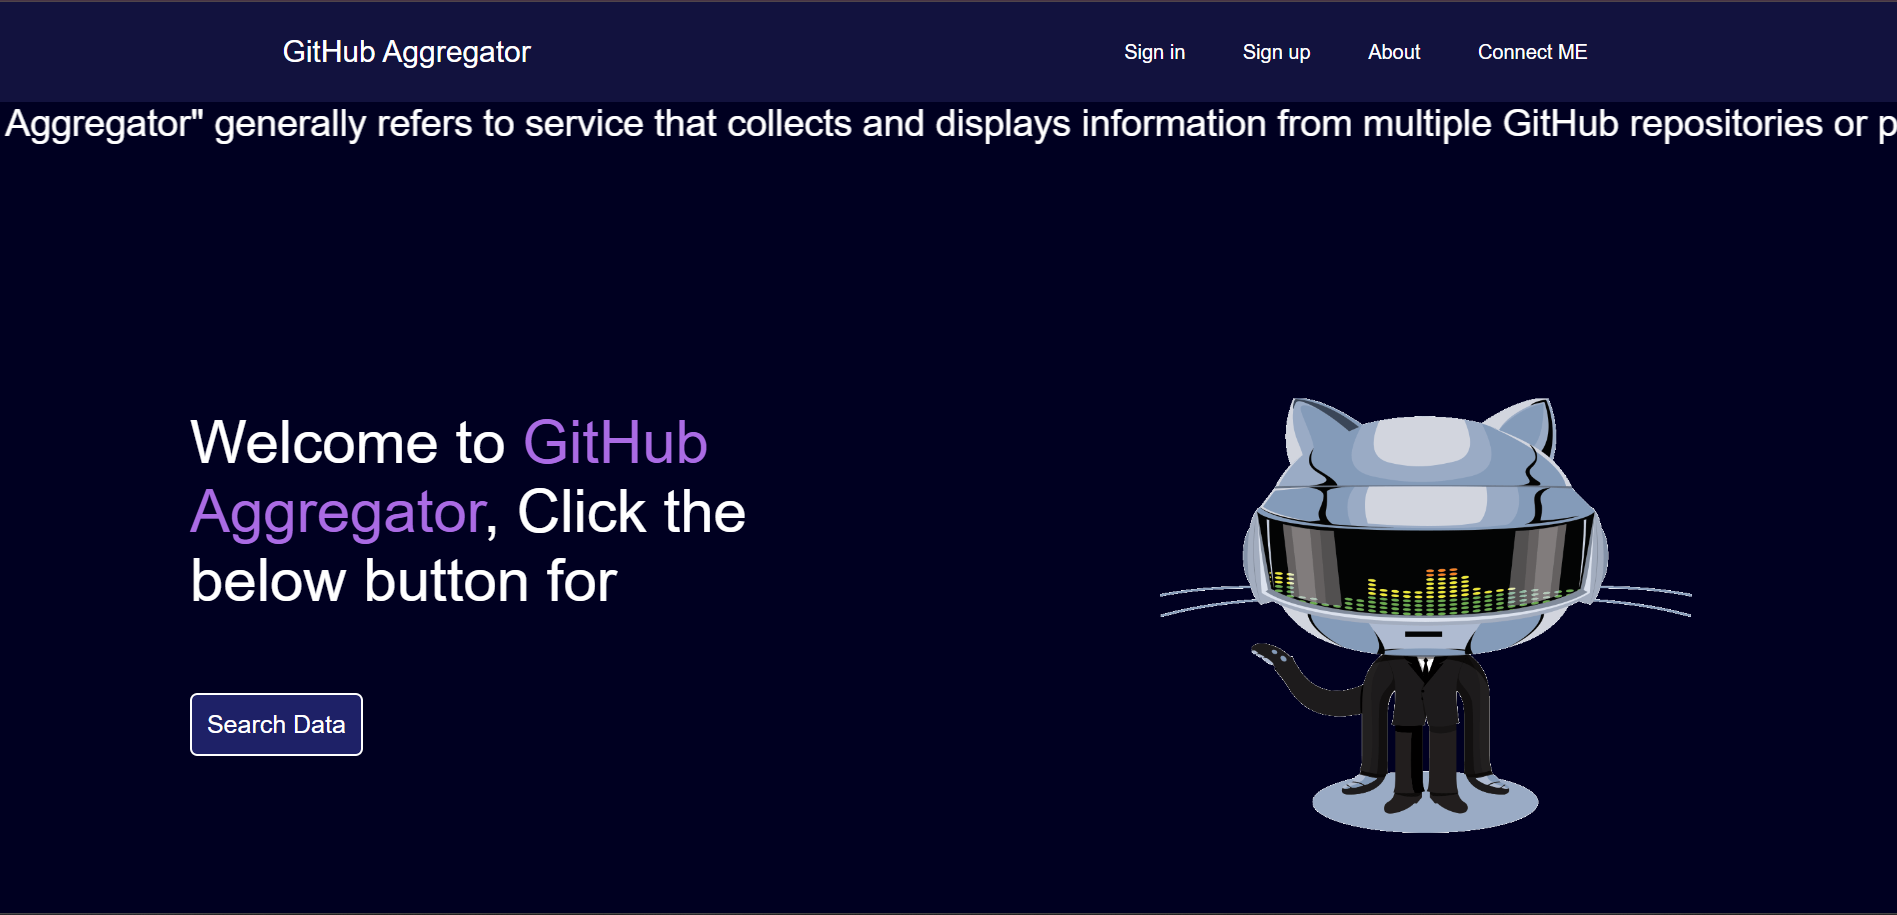 GitHub Aggregator
Sign in
Sign up
About
Connect ME
Aggregator" generally refers to service that collects and displays information from multiple GitHub repositories or p
Welcome to GitHub
Aggregator, Click the
below button for
Search Data